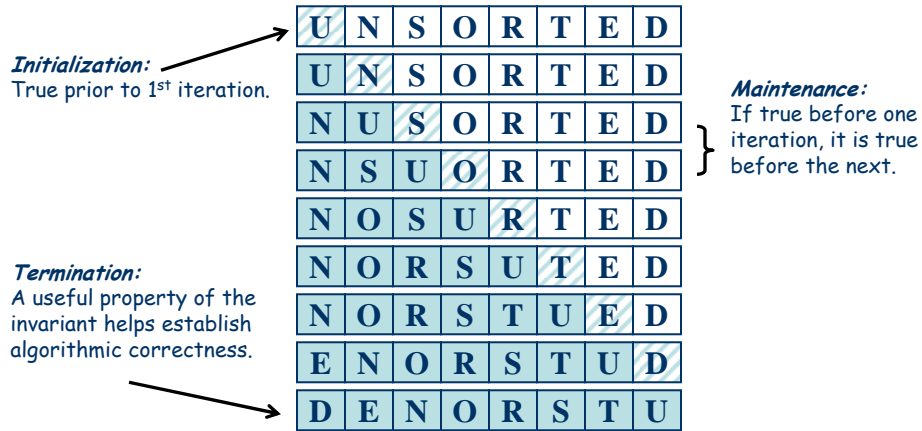 U N S O R T E D
Initialization:
True prior to 1st iteration.
U N S O R T E D
N U S O R T E D
N S U O R T E D
Maintenance:
If true before one
iteration, it is true
before the next.
N O S U R T E D
N O R S U T E D
N O R S T U E D
E N O R S T U D
D E N O R S T U
Termination:
A useful property of the
invariant helps establish
algorithmic correctness.